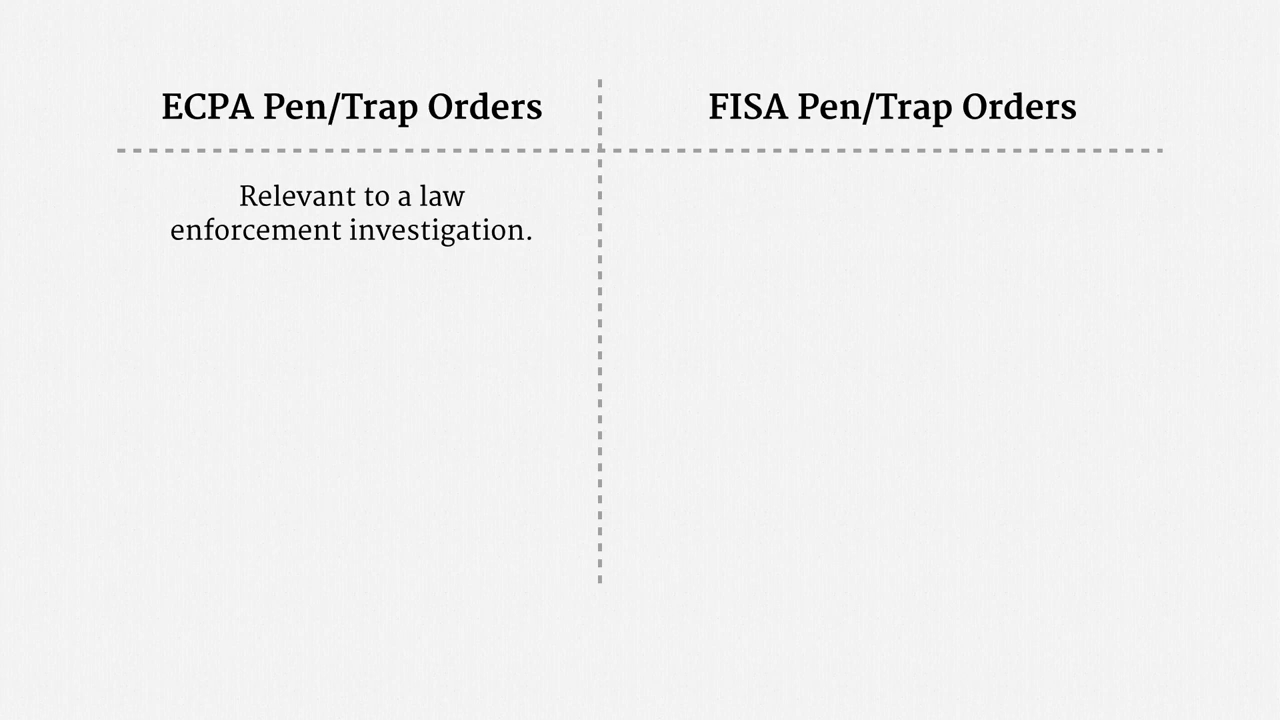 ECPA Pen/Trap Orders
FISA Pen/Trap Orders
Relevant to a law
enforcement investigation.